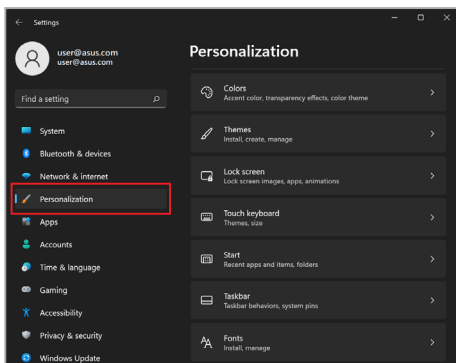 Settings
user@asus.com
user@asus.com
Find a setting
System
Bluetooth & devices
Network & internet
Personalization
Apps
Accounts
Time & language
Gaming
Accessibility
Privacy & security
Windows Update
Personalization
Colors
Accent color, transparency effects, color theme
Themes
Install, create, manage
Lock screen
Lock screen images, apps, animations
Touch keyboard
Themes, size
Start
Recent apps and items, folders
Taskbar
Taskbar behaviors, system pins
Fonts
Install, manage